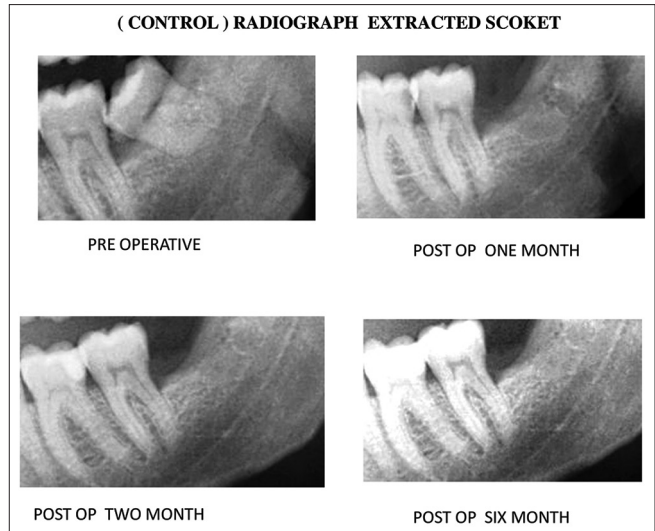 ( CONTROL ) RADIOGRAPH EXTRACTED SCOKET
PRE OPERATIVE
POST OP ONE MONTH
POST OP TWO MONTH
POST OP SIX MONTH